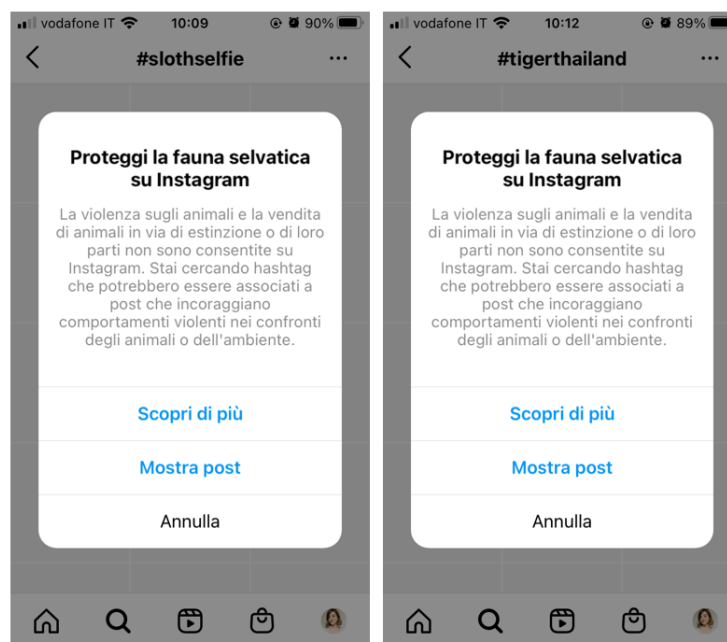 vodafone IT 10:09 90%
#slothselfie
Proteggi la fauna selvatica
su Instagram
La violenza sugli animali e la vendita
di animali in via di estinzione o di loro
parti non sono consentite su
Instagram. Stai cercando hashtag
che potrebbero essere associati a
post che incoraggiano
comportamenti violenti nei confronti
degli animali o dell'ambiente.
Scopri di più
Mostra post
Annulla
vodafone IT 10:12 89%
#tigerthailand
Proteggi la fauna selvatica
su Instagram
La violenza sugli animali e la vendita
di animali in via di estinzione o di loro
parti non sono consentite su
Instagram. Stai cercando hashtag
che potrebbero essere associati a
post che incoraggiano
comportamenti violenti nei confronti
degli animali o dell'ambiente.
Scopri di più
Mostra post
Annulla